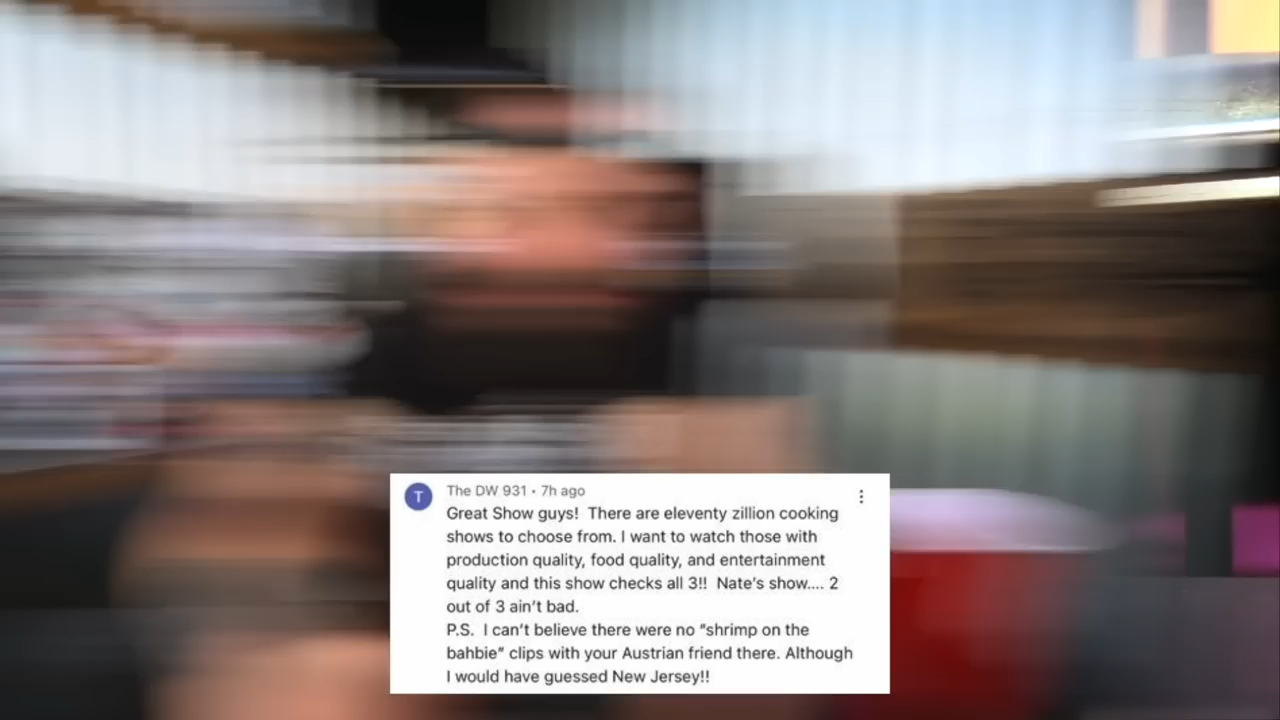 T
The DW 931 • 7h ago
Great Show guys!  There are eleventy zillion cooking
shows to choose from. I want to watch those with
production quality, food quality, and entertainment
quality and this show checks all 3!!  Nate's show.... 2
out of 3 ain't bad.
P.S.  I can't believe there were no "shrimp on the
bahbie" clips with your Austrian friend there. Although
I would have guessed New Jersey!!